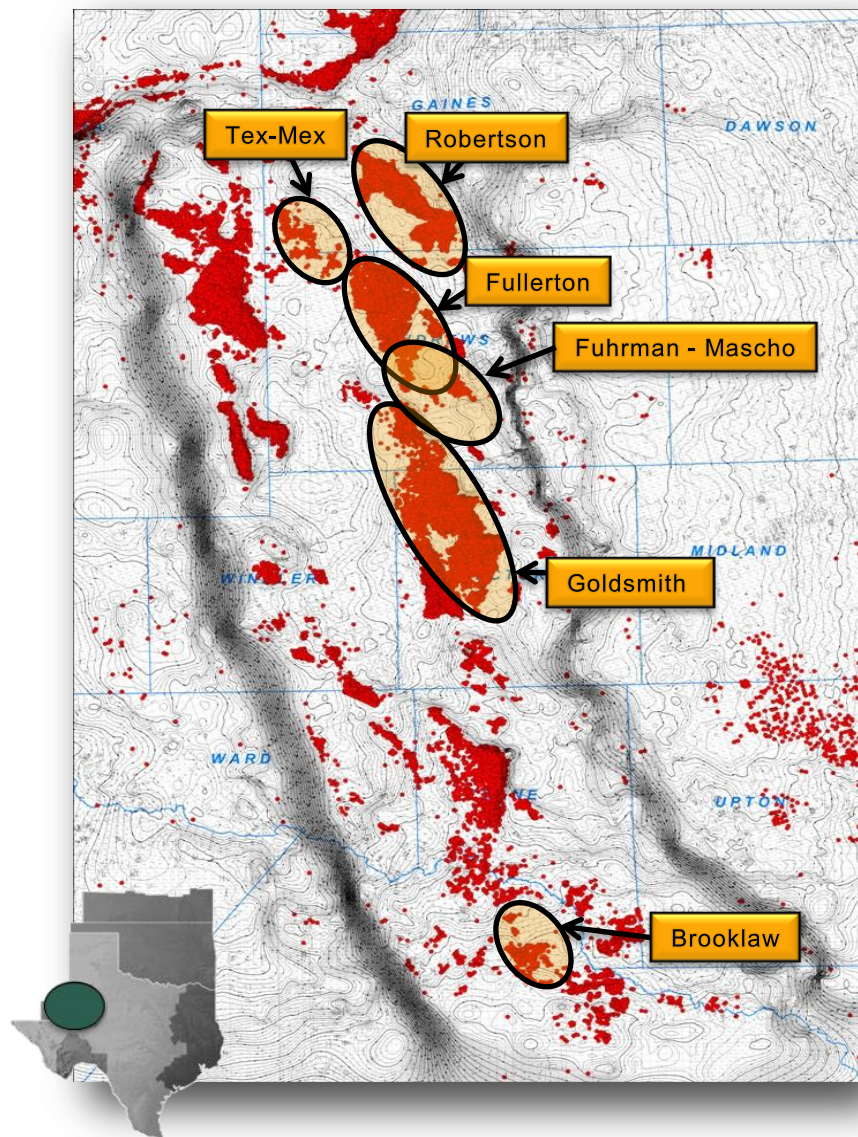 GAINES
DAWSON
Tex-Mex
Robertson
Fullerton
Fuhrman - Mascho
MIDLAND
Goldsmith
WARD
UPTON
Brooklaw